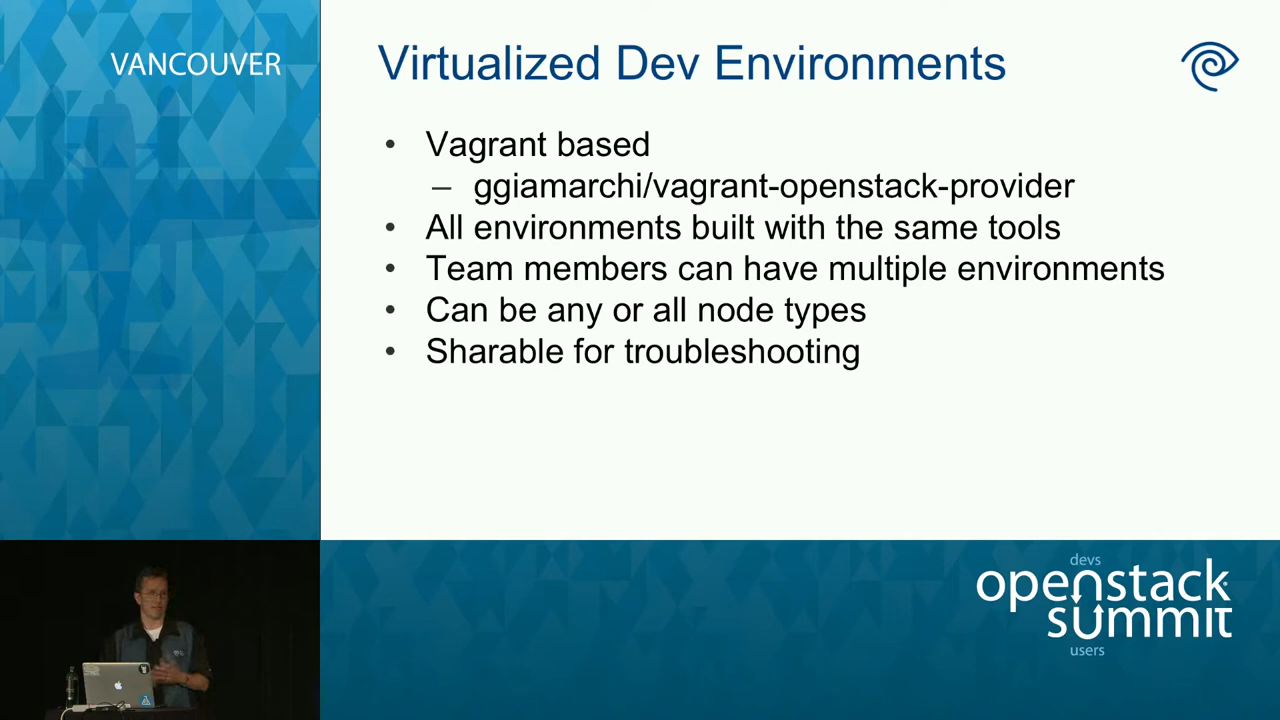 VANCOUVER
Virtualized Dev Environments
• Vagrant based
– ggiamarchi/vagrant-openstack-provider
• All environments built with the same tools
• Team members can have multiple environments
• Can be any or all node types
• Sharable for troubleshooting
devs
openstack
summit
users